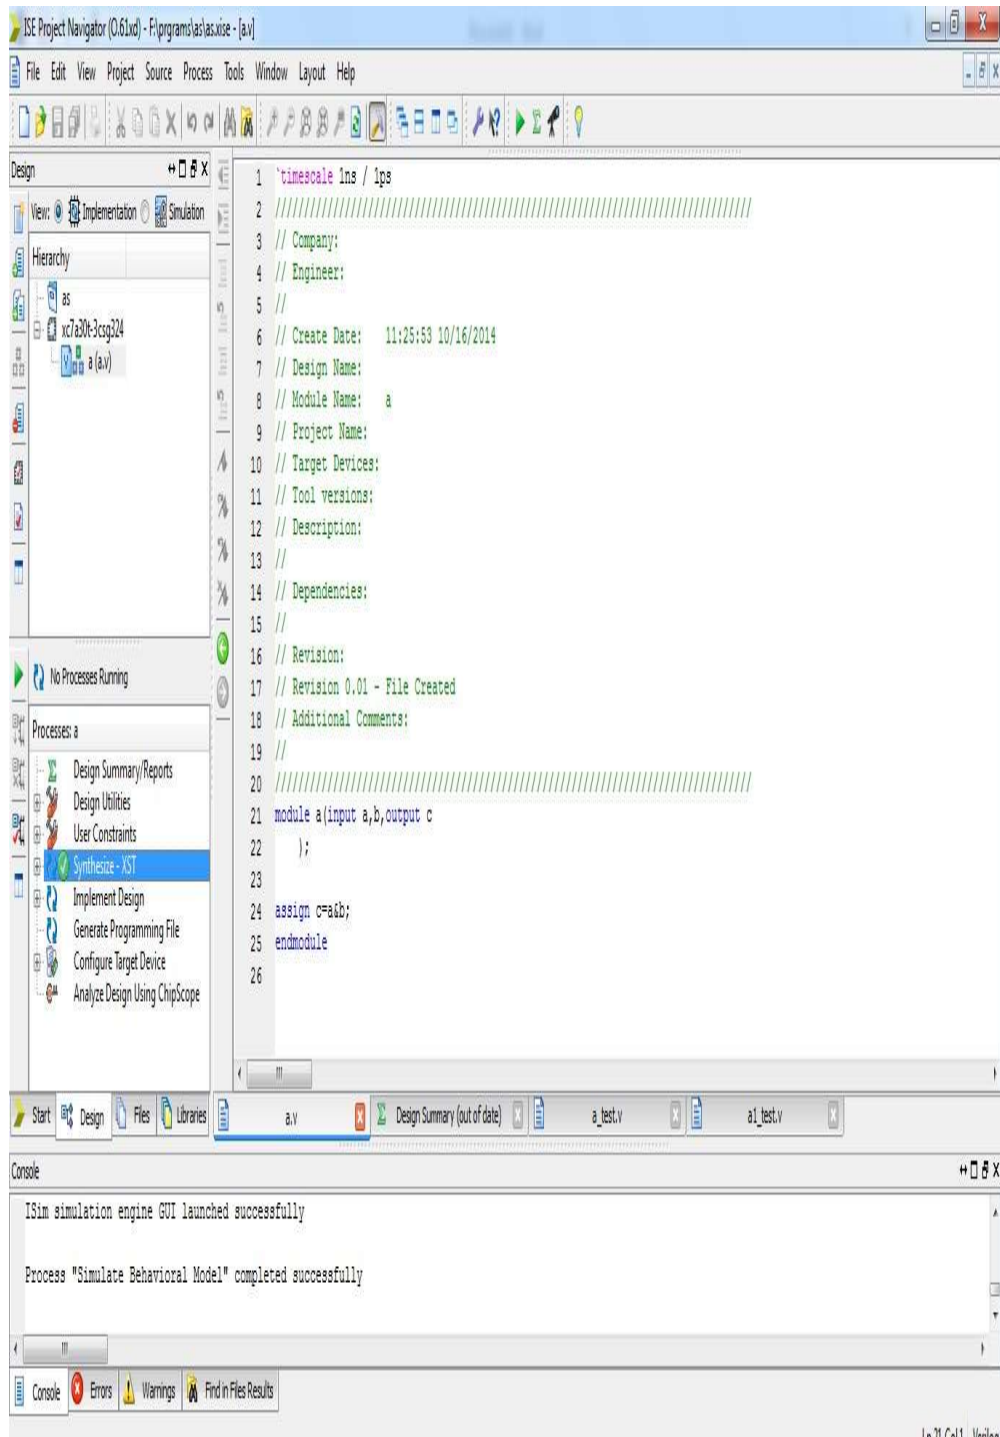 ISE Project Navigator (O.61xd) - F:\prgrams\as\as.xise - [a.v]
File Edit View Project Source Process Tools Window Layout Help
Design
View: Implementation Simulation
Hierarchy
as
xc7a30t-3csg324
a (a.v)
No Processes Running
Processes: a
Design Summary/Reports
Design Utilities
User Constraints
Synthesize - XST
Implement Design
Generate Programming File
Configure Target Device
Analyze Design Using ChipScope
Start Design Files Libraries
1 `timescale 1ns / 1ps
2 //////////////////////////////////////////////////////////////////////////////////
3 // Company:
4 // Engineer:
5 //
6 // Create Date:    11:25:53 10/16/2014
7 // Design Name:
8 // Module Name:    a
9 // Project Name:
10 // Target Devices:
11 // Tool versions:
12 // Description:
13 //
14 // Dependencies:
15 //
16 // Revision:
17 // Revision 0.01 - File Created
18 // Additional Comments:
19 //
20 //////////////////////////////////////////////////////////////////////////////////
21 module a(input a,b,output c
22     );
23
24 assign c=a&b;
25 endmodule
26
a.v Design Summary (out of date) a_test.v a1_test.v
Console
ISim simulation engine GUI launched successfully
Process "Simulate Behavioral Model" completed successfully
Console Errors Warnings Find in Files Results
Ln 21 Col 1 Verilog